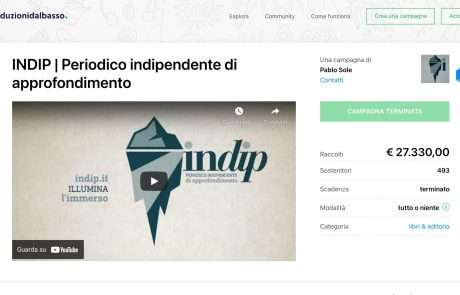 duzionidalbasso.
Esplora
Community
Come funziona
Crea una campagna
INDIP | Periodico indipendente di
approfondimento
indip.it
ILLUMINA
l'immerso
indip
PERIODICO INDIPENDENTE
di approfondimento
Guarda su YouTube
Una campagna di
Pablo Sole
Contatti
CAMPAGNA TERMINATA
Raccolti € 27.330,00
Sostenitori 493
Scadenza terminato
Modalità tutto o niente
Categoria libri & editoria